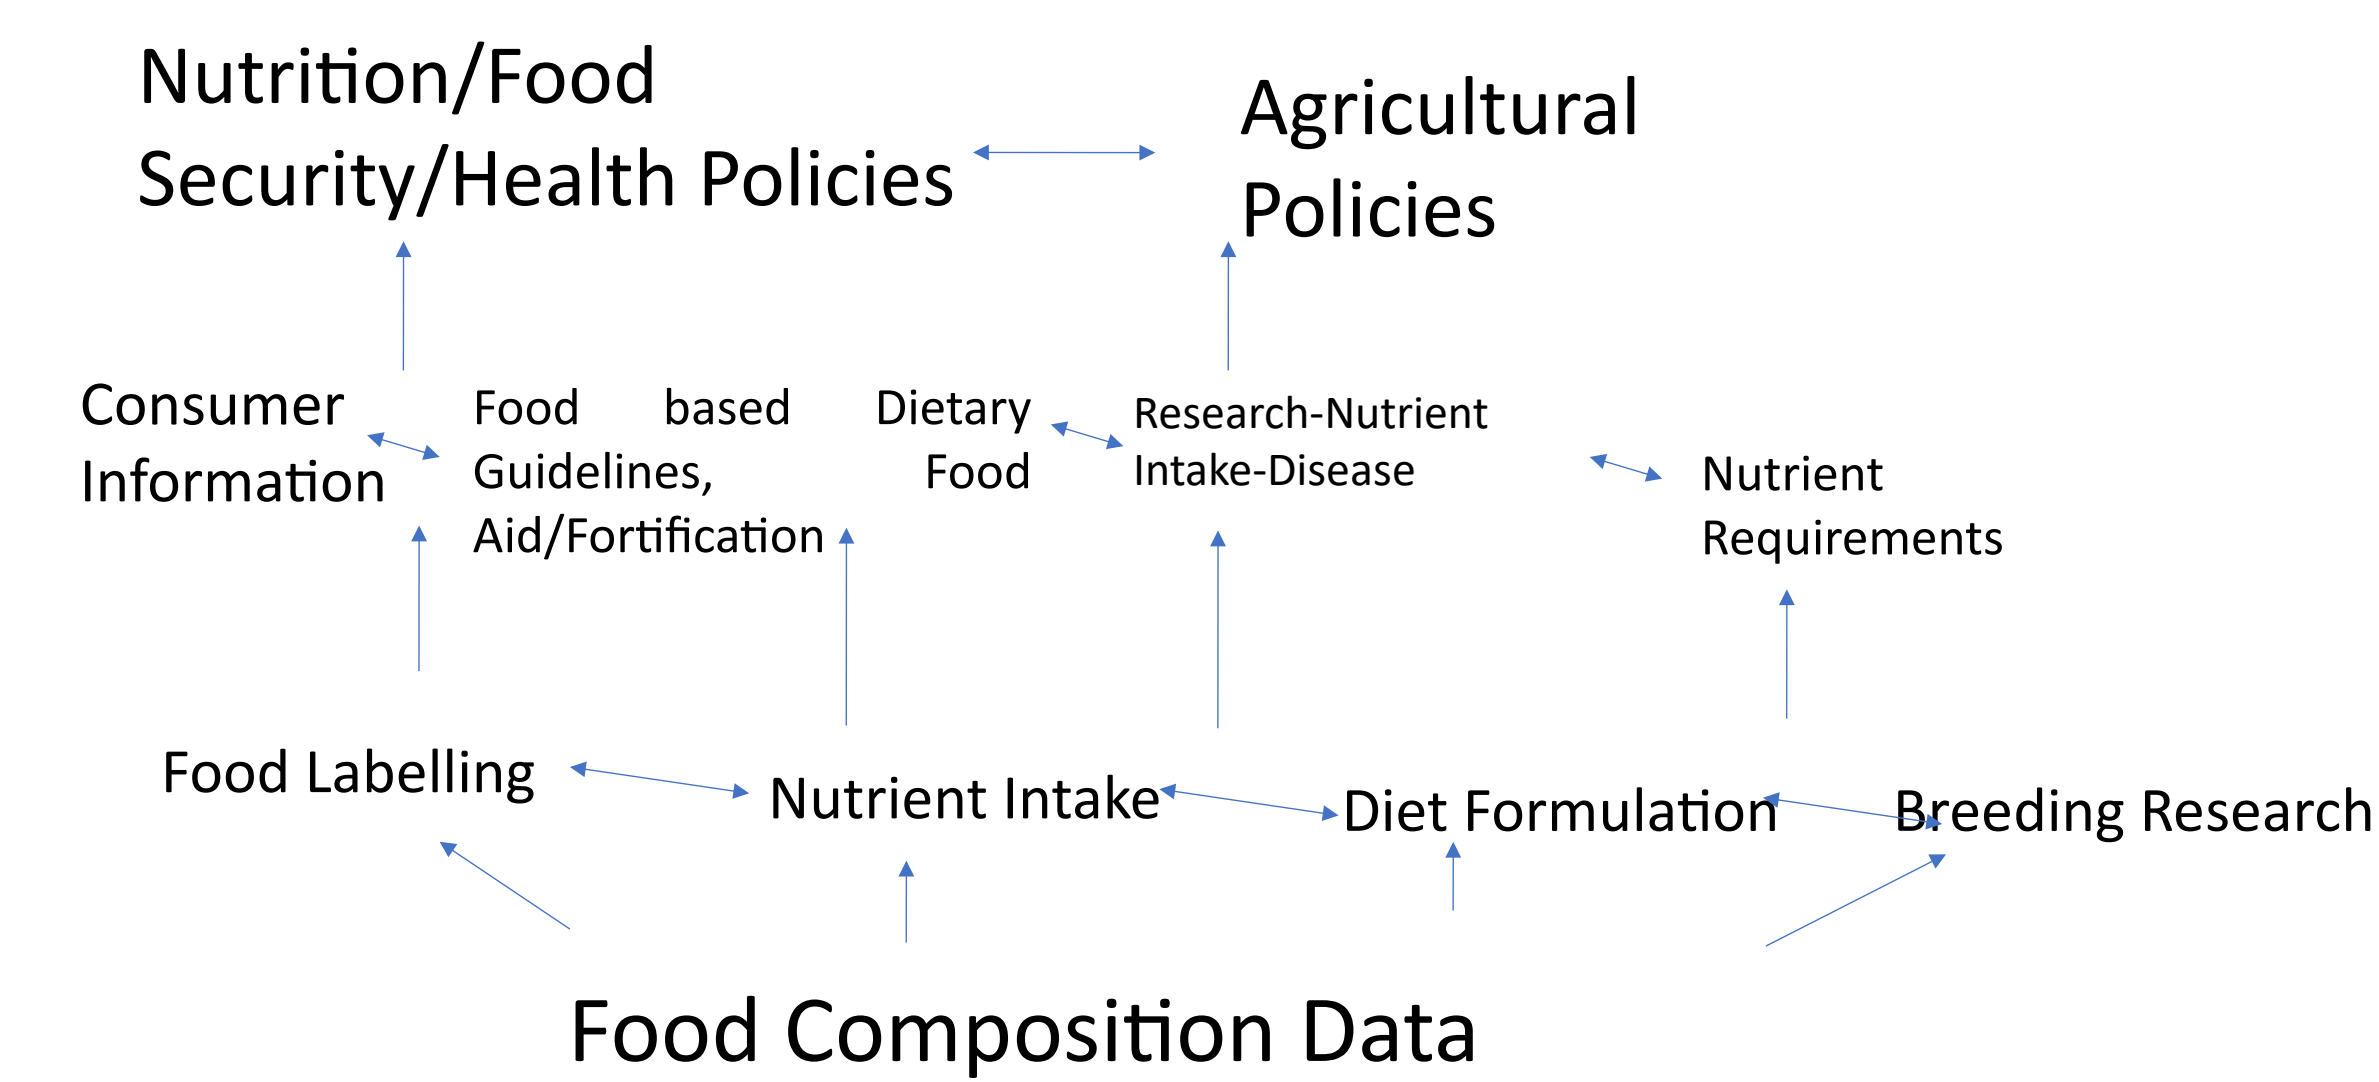 Nutrition/Food
Security/Health Policies
Agricultural
Policies
Consumer
Information
Food based Dietary
Guidelines, Food
Aid/Fortification
Research-Nutrient
Intake-Disease
Nutrient
Requirements
Food Labelling
Nutrient Intake
Diet Formulation
Breeding Research
Food Composition Data